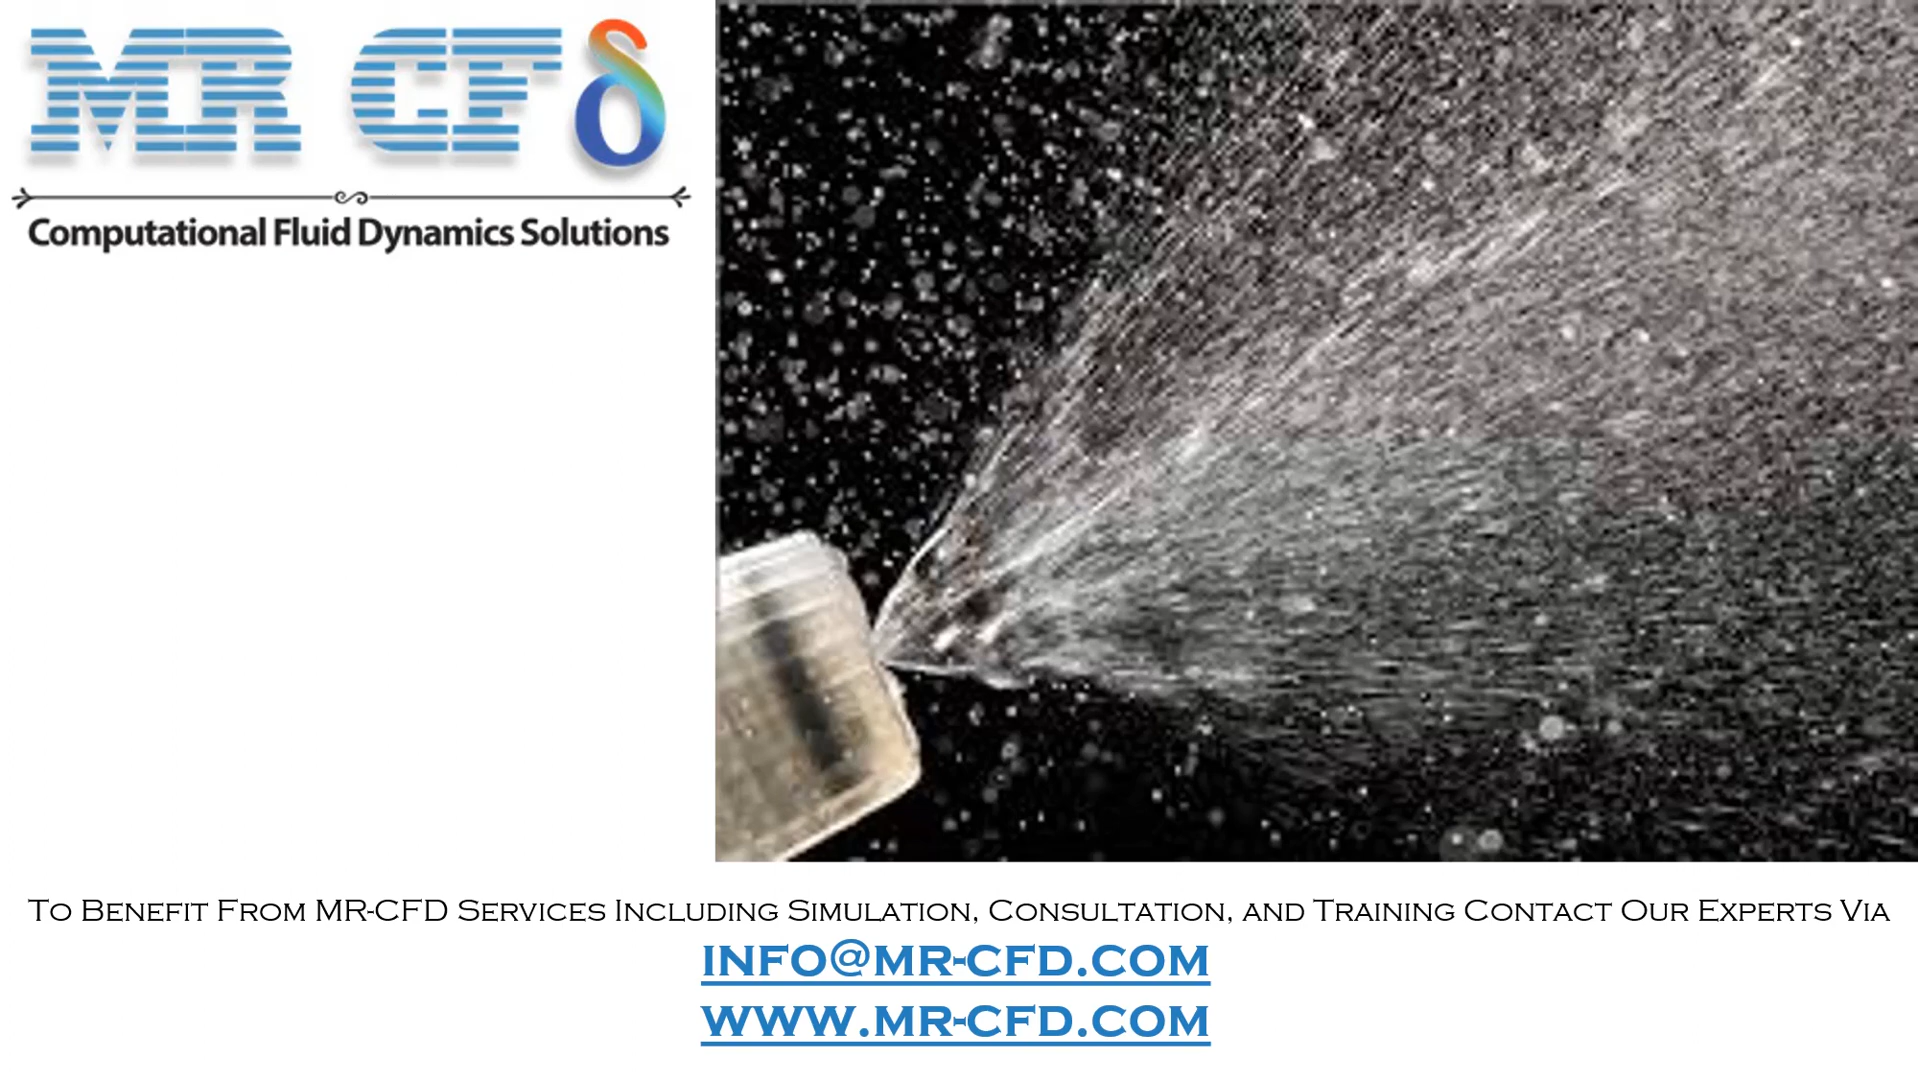 MR CFδ
Computational Fluid Dynamics Solutions
To Benefit From MR-CFD Services Including Simulation, Consultation, and Training Contact Our Experts Via
INFO@MR-CFD.COM
WWW.MR-CFD.COM